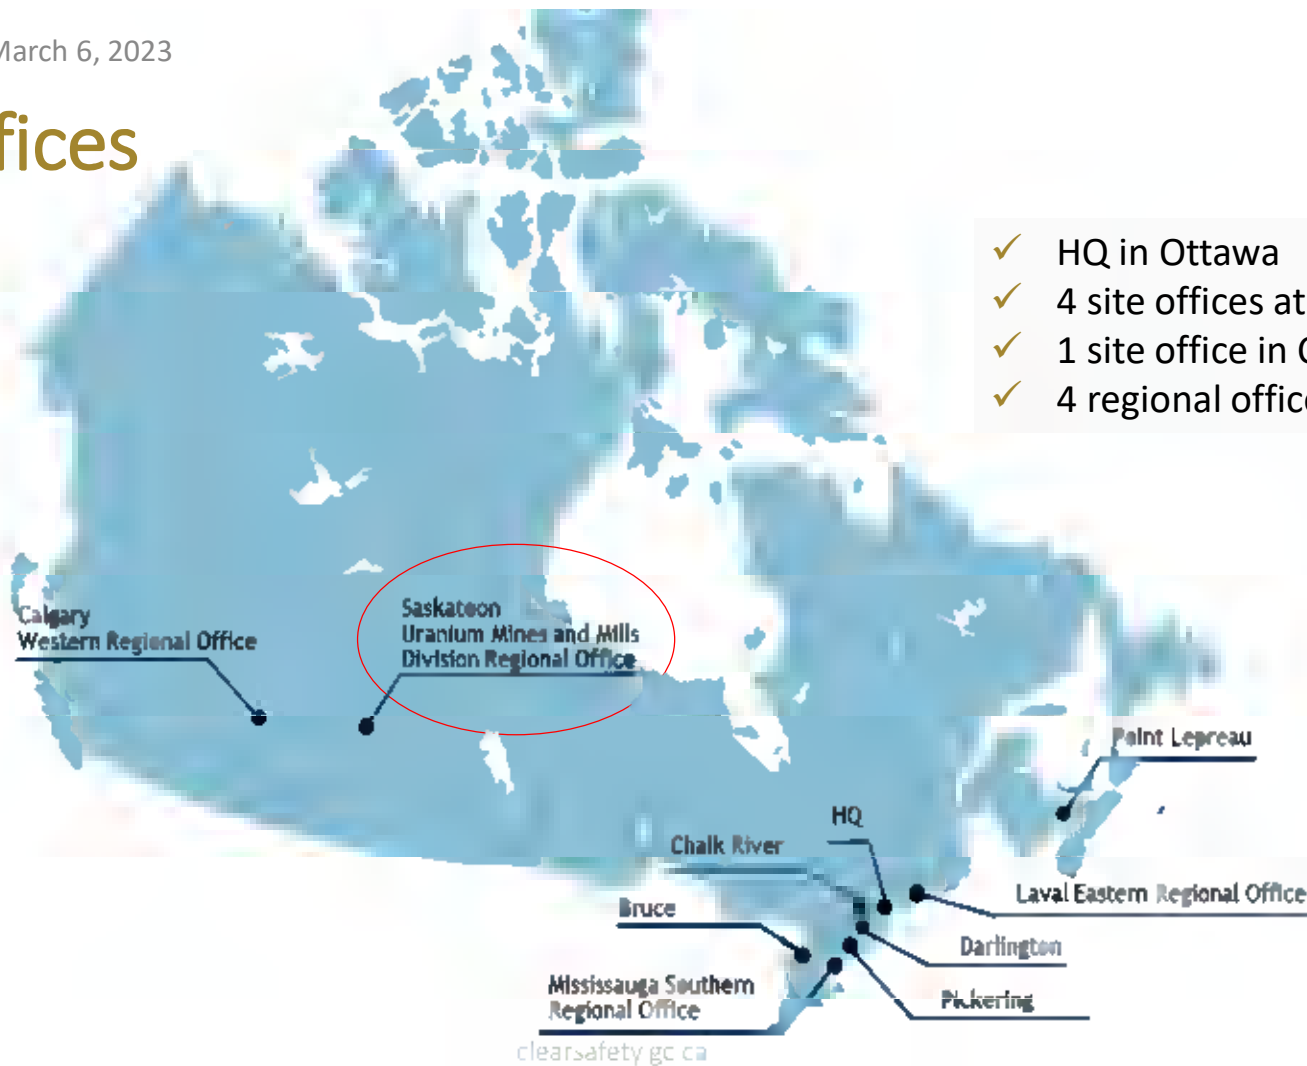 March 6, 2023
fices
HQ in Ottawa
4 site offices at
1 site office in C
4 regional office
Calgary
Western Regional Office
Saskatoon
Uranium Mines and Mills
Division Regional Office
Point Lepreau
HQ
Chalk River
Laval Eastern Regional Office
Bruce
Darlington
Mississauga Southern
Regional Office
Pickering
clearsafety gc ca